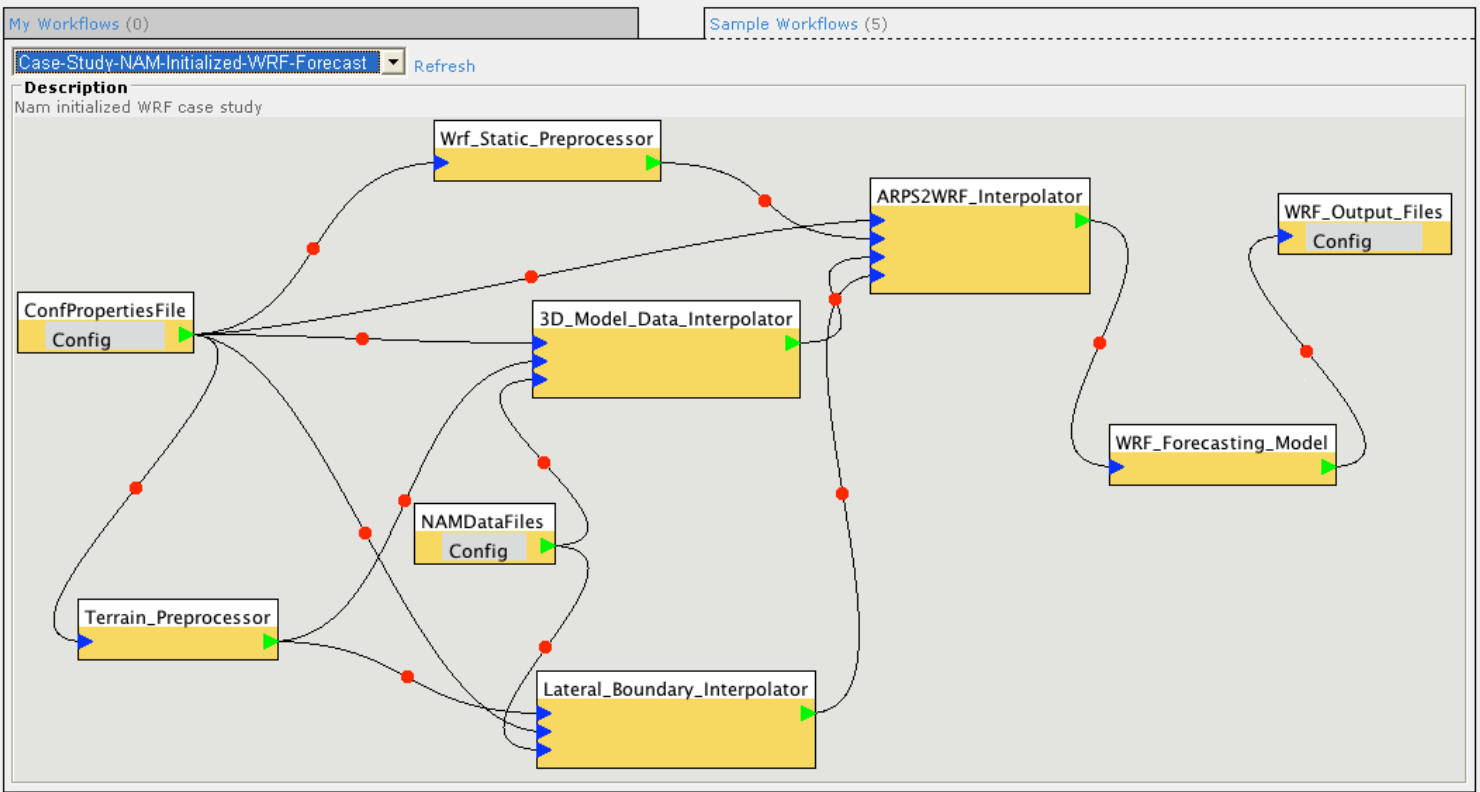 My Workflows (0)
Sample Workflows (5)
Case-Study-NAM-Initialized-WRF-Forecast
Refresh
Description
Nam initialized WRF case study
Wrf_Static_Preprocessor
ARPS2WRF_Interpolator
WRF_Output_Files
Config
ConfPropertiesFile
Config
3D_Model_Data_Interpolator
WRF_Forecasting_Model
NAMDataFiles
Config
Terrain_Preprocessor
Lateral_Boundary_Interpolator